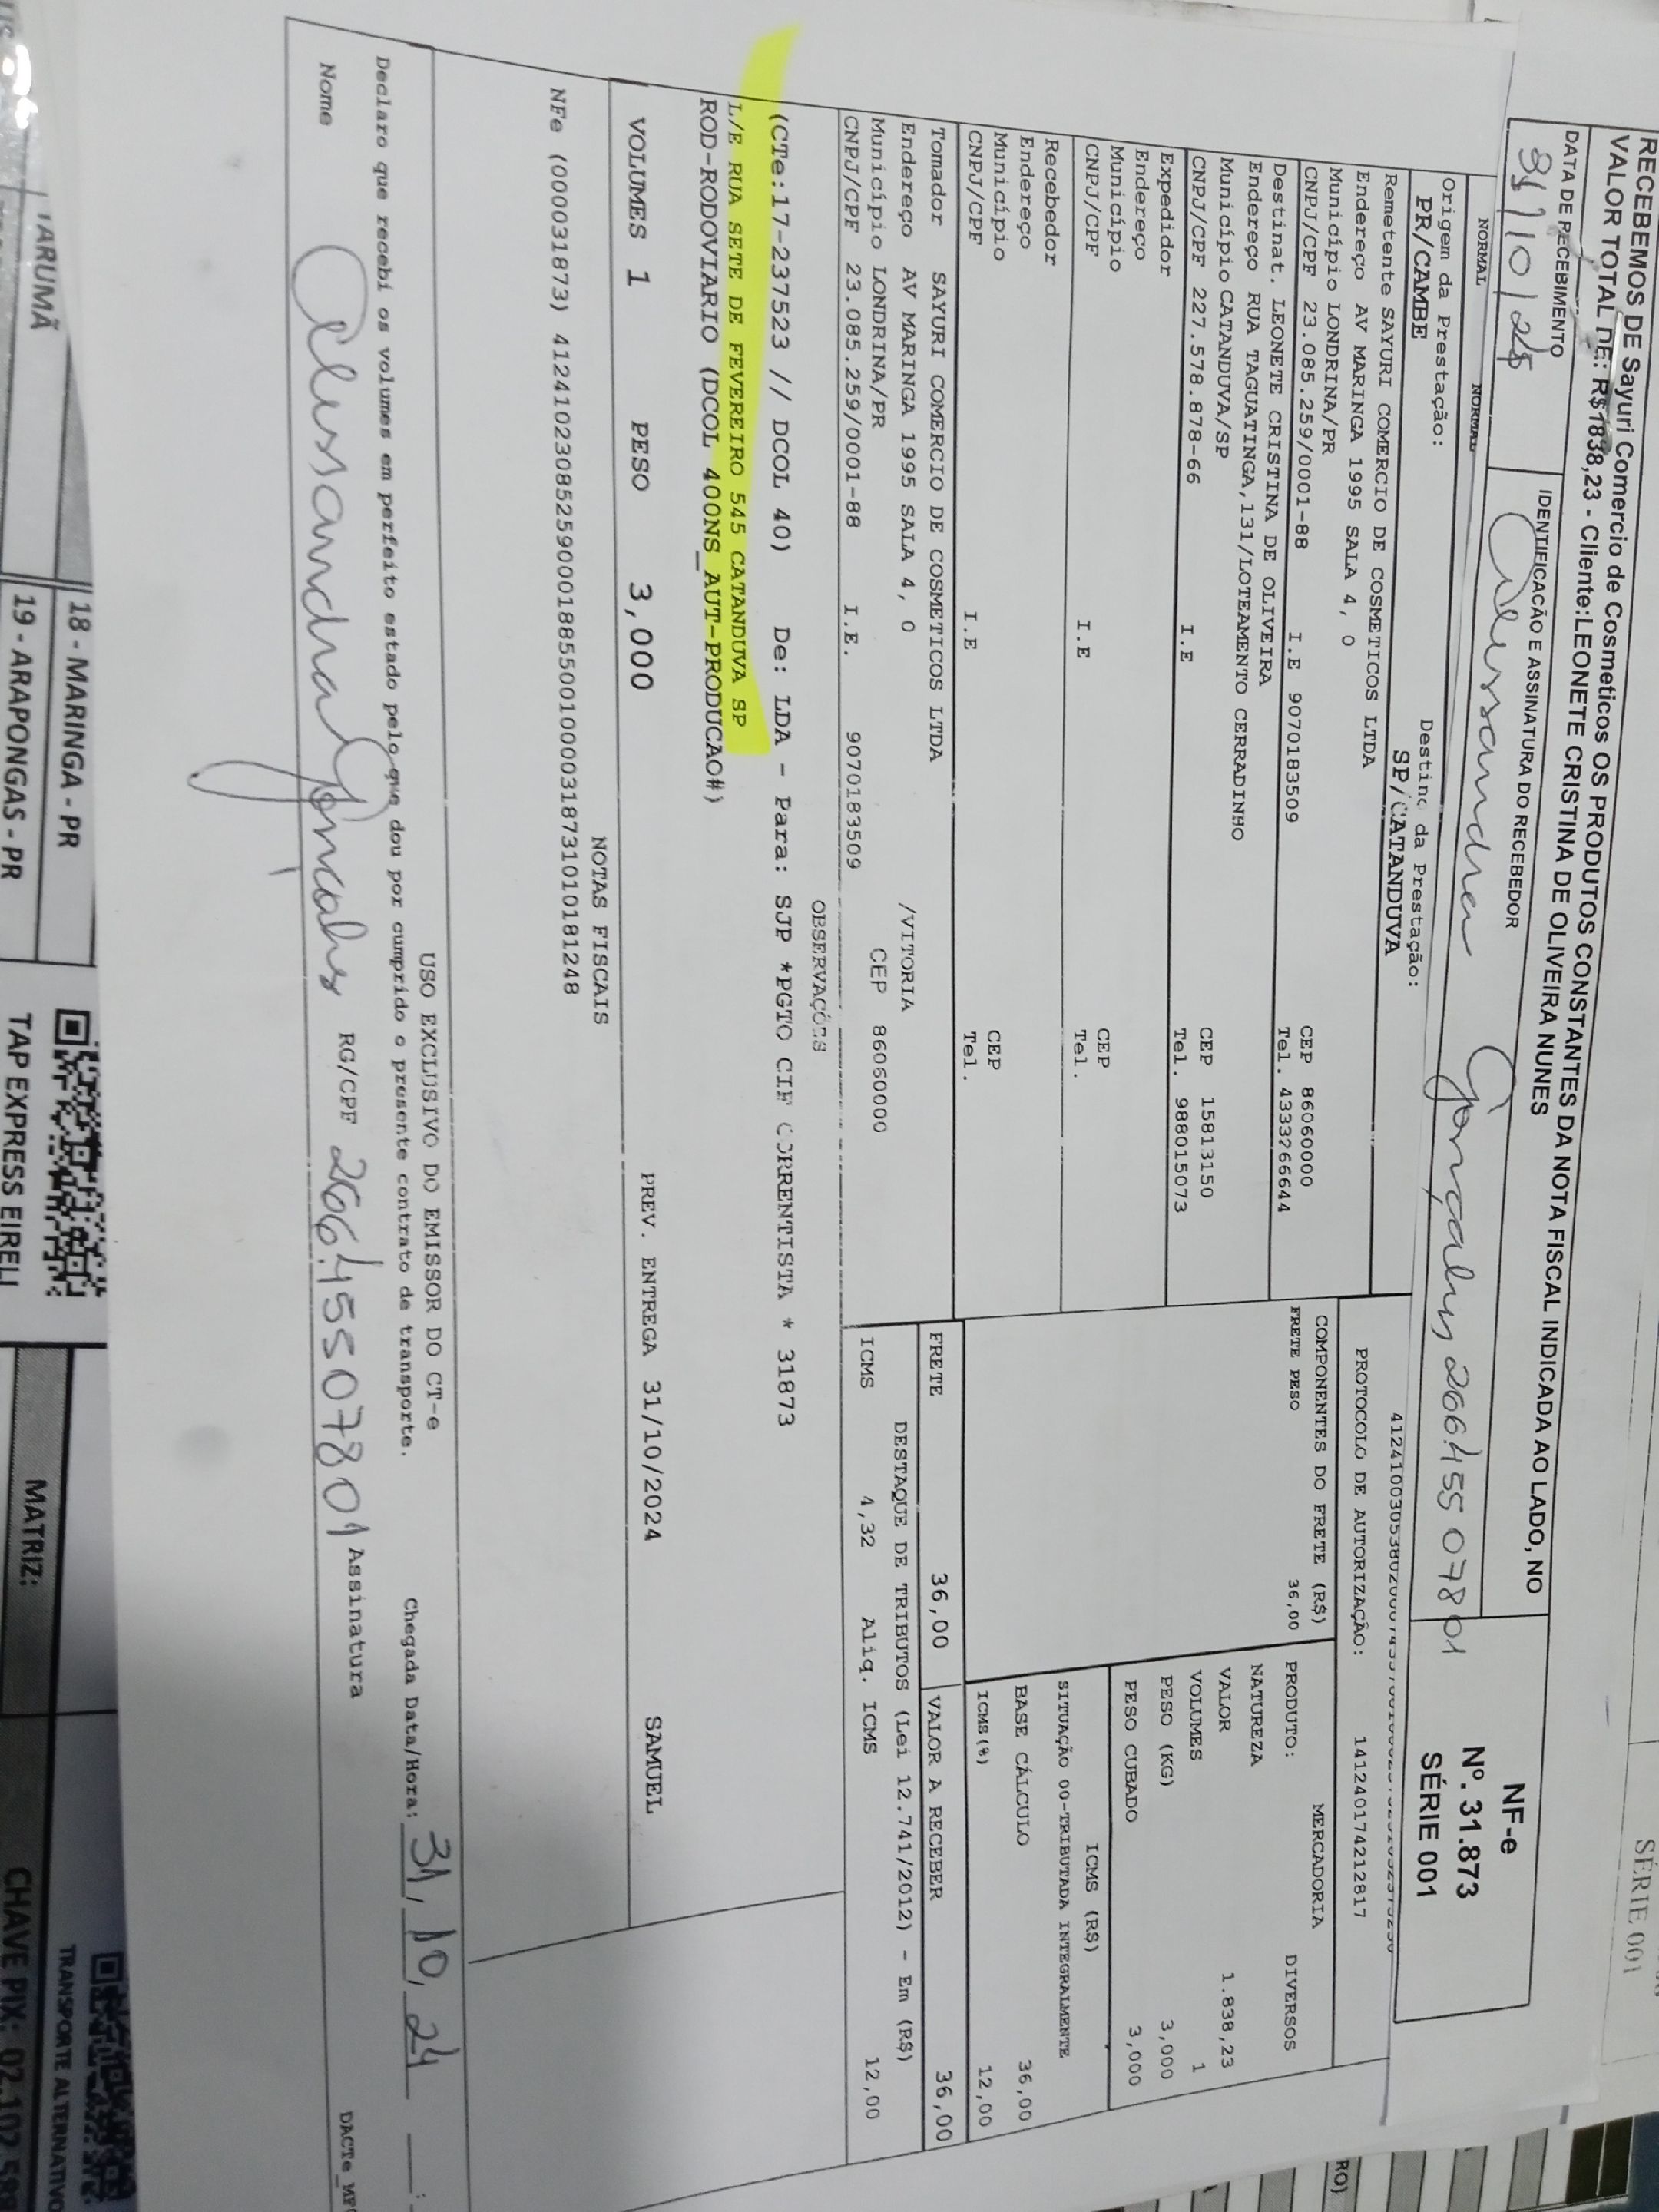 RECEBEMOS DE Sayuri Comercio de Cosmeticos OS PRODUTOS CONSTANTES DA NOTA FISCAL INDICADA AO LADO, NO
VALOR TOTAL DE: R$1838,23 - Cliente:LEONETE CRISTINA DE OLIVEIRA NUNES
DATA DE RECEBIMENTO
31/10/24
IDENTIFICAÇÃO E ASSINATURA DO RECEBEDOR
Alessandra Gonçalves 26645507801
NF-e
Nº. 31.873
SÉRIE 001
SÉRIE 001
NORMAL NORMAL
Origem da Prestação:
PR/CAMBE
Destino da Prestação:
SP/CATANDUVA
PROTOCOLO DE AUTORIZAÇÃO: 141240174212817
Remetente SAYURI COMERCIO DE COSMETICOS LTDA
Endereço AV MARINGA 1995 SALA 4, 0
Município LONDRINA/PR CEP 86060000
CNPJ/CPF 23.085.259/0001-88 I.E 9070183509 Tel. 4333766644
Destinat. LEONETE CRISTINA DE OLIVEIRA
Endereço RUA TAGUATINGA,131/LOTEAMENTO CERRADINHO
Município CATANDUVA/SP CEP 15813150
CNPJ/CPF 227.578.878-66 I.E Tel. 988015073
Expedidor
Endereço
Município CEP
CNPJ/CPF I.E Tel.
Recebedor
Endereço
Município CEP
CNPJ/CPF I.E Tel.
Tomador SAYURI COMERCIO DE COSMETICOS LTDA
Endereço AV MARINGA 1995 SALA 4, 0 /VITORIA
Município LONDRINA/PR CEP 86060000
CNPJ/CPF 23.085.259/0001-88 I.E. 9070183509
COMPONENTES DO FRETE (R$)
FRETE PESO 36,00
MERCADORIA
PRODUTO: DIVERSOS
NATUREZA
VALOR 1.838,23
VOLUMES 1
PESO (KG) 3,000
PESO CUBADO 3,000
ICMS (R$)
SITUAÇÃO 00-TRIBUTADA INTEGRALMENTE
BASE CÁLCULO 36,00
ICMS(%) 12,00
FRETE 36,00 VALOR A RECEBER 36,00
DESTAQUE DE TRIBUTOS (Lei 12.741/2012) - Em (R$)
ICMS 4,32 Aliq. ICMS 12,00
OBSERVAÇÕES
(CTe:17-237523 // DCOL 40) De: LDA - Para: SJP *PGTO CIF CORRENTISTA * 31873
L/E RUA SETE DE FEVEREIRO 545 CATANDUVA SP
ROD-RODOVIARIO (DCOL 400NS_AUT-PRODUCAO#)
VOLUMES 1 PESO 3,000 PREV. ENTREGA 31/10/2024 SAMUEL
NOTAS FISCAIS
NFe (000031873) 41241023085259000188550010000318731010181248
USO EXCLUSIVO DO EMISSOR DO CT-e
Declaro que recebi os volumes em perfeito estado pelo que dou por cumprido o presente contrato de transporte. Chegada Data/Hora: 31/10/24
Nome Alessandra Gonçalves RG/CPF 26645507801 Assinatura
TARUMÃ
18 - MARINGA - PR
19 - ARAPONGAS - PR
TAP EXPRESS EIRELI
MATRIZ:
TRANSPORTE ALTERNATIVO